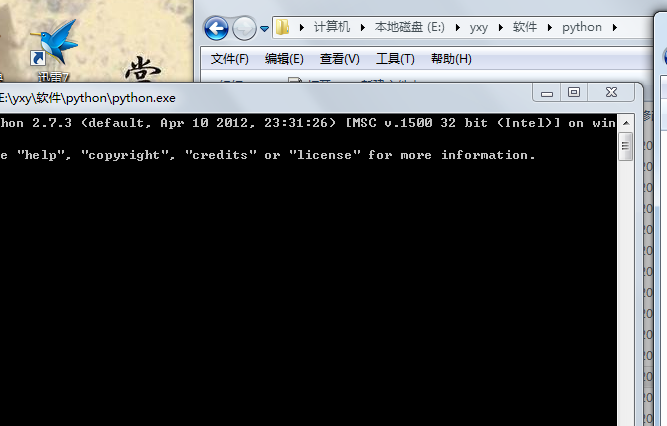 计算机 本地磁盘 (E:) yxy 软件 python
文件(F) 编辑(E) 查看(V) 工具(T) 帮助(H)
迅雷7
E:\yxy\软件\python\python.exe
hon 2.7.3 (default, Apr 10 2012, 23:31:26) [MSC v.1500 32 bit (Intel)] on win
e "help", "copyright", "credits" or "license" for more information.